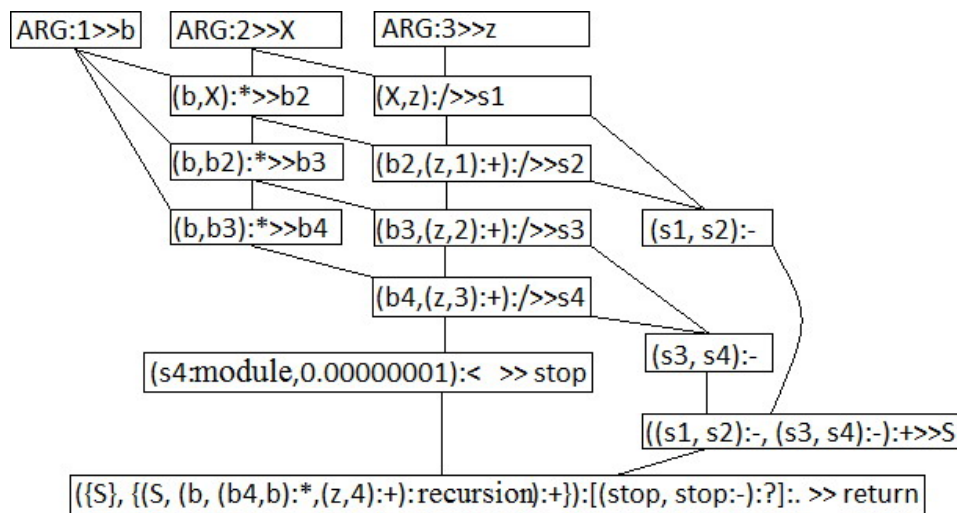 ARG:1>>b
ARG:2>>X
ARG:3>>z
(b,X):*>>b2
(X,z):/>>s1
(b,b2):*>>b3
(b2,(z,1):+):/>>s2
(b,b3):*>>b4
(b3,(z,2):+):/>>s3
(s1, s2):-
(b4,(z,3):+):/>>s4
(s3, s4):-
(s4:module,0.00000001):< >> stop
((s1, s2):-, (s3, s4):-):+>>S
({S}, {(S, (b, (b4,b):*,(z,4):+):recursion):+}):[(stop, stop:-):?]:. >> return